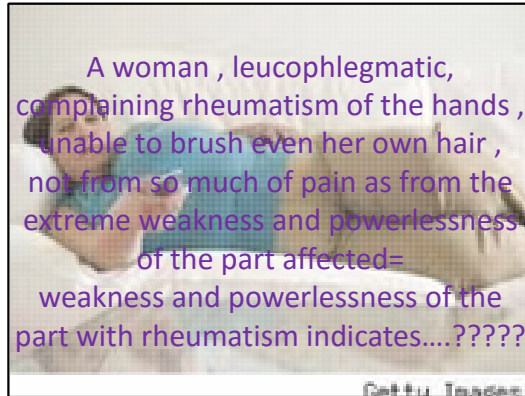 A woman , leucophlegmatic,
complaining rheumatism of the hands ,
unable to brush even her own hair ,
not from so much of pain as from the
extreme weakness and powerlessness
of the part affected=
weakness and powerlessness of the
part with rheumatism indicates....?????
Getty Images